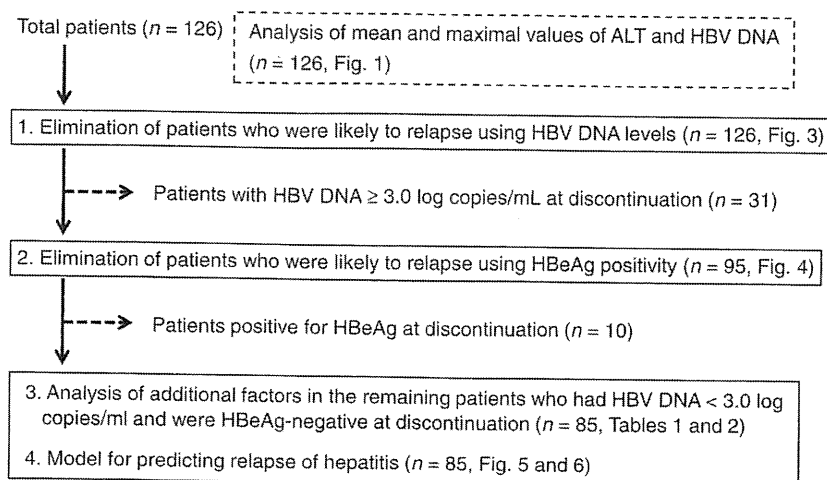 Total patients (n = 126)
Analysis of mean and maximal values of ALT and HBV DNA
(n = 126, Fig. 1)
1. Elimination of patients who were likely to relapse using HBV DNA levels (n = 126, Fig. 3)
Patients with HBV DNA ≥ 3.0 log copies/mL at discontinuation (n = 31)
2. Elimination of patients who were likely to relapse using HBeAg positivity (n = 95, Fig. 4)
Patients positive for HBeAg at discontinuation (n = 10)
3. Analysis of additional factors in the remaining patients who had HBV DNA < 3.0 log
copies/ml and were HBeAg-negative at discontinuation (n = 85, Tables 1 and 2)
4. Model for predicting relapse of hepatitis (n = 85, Fig. 5 and 6)